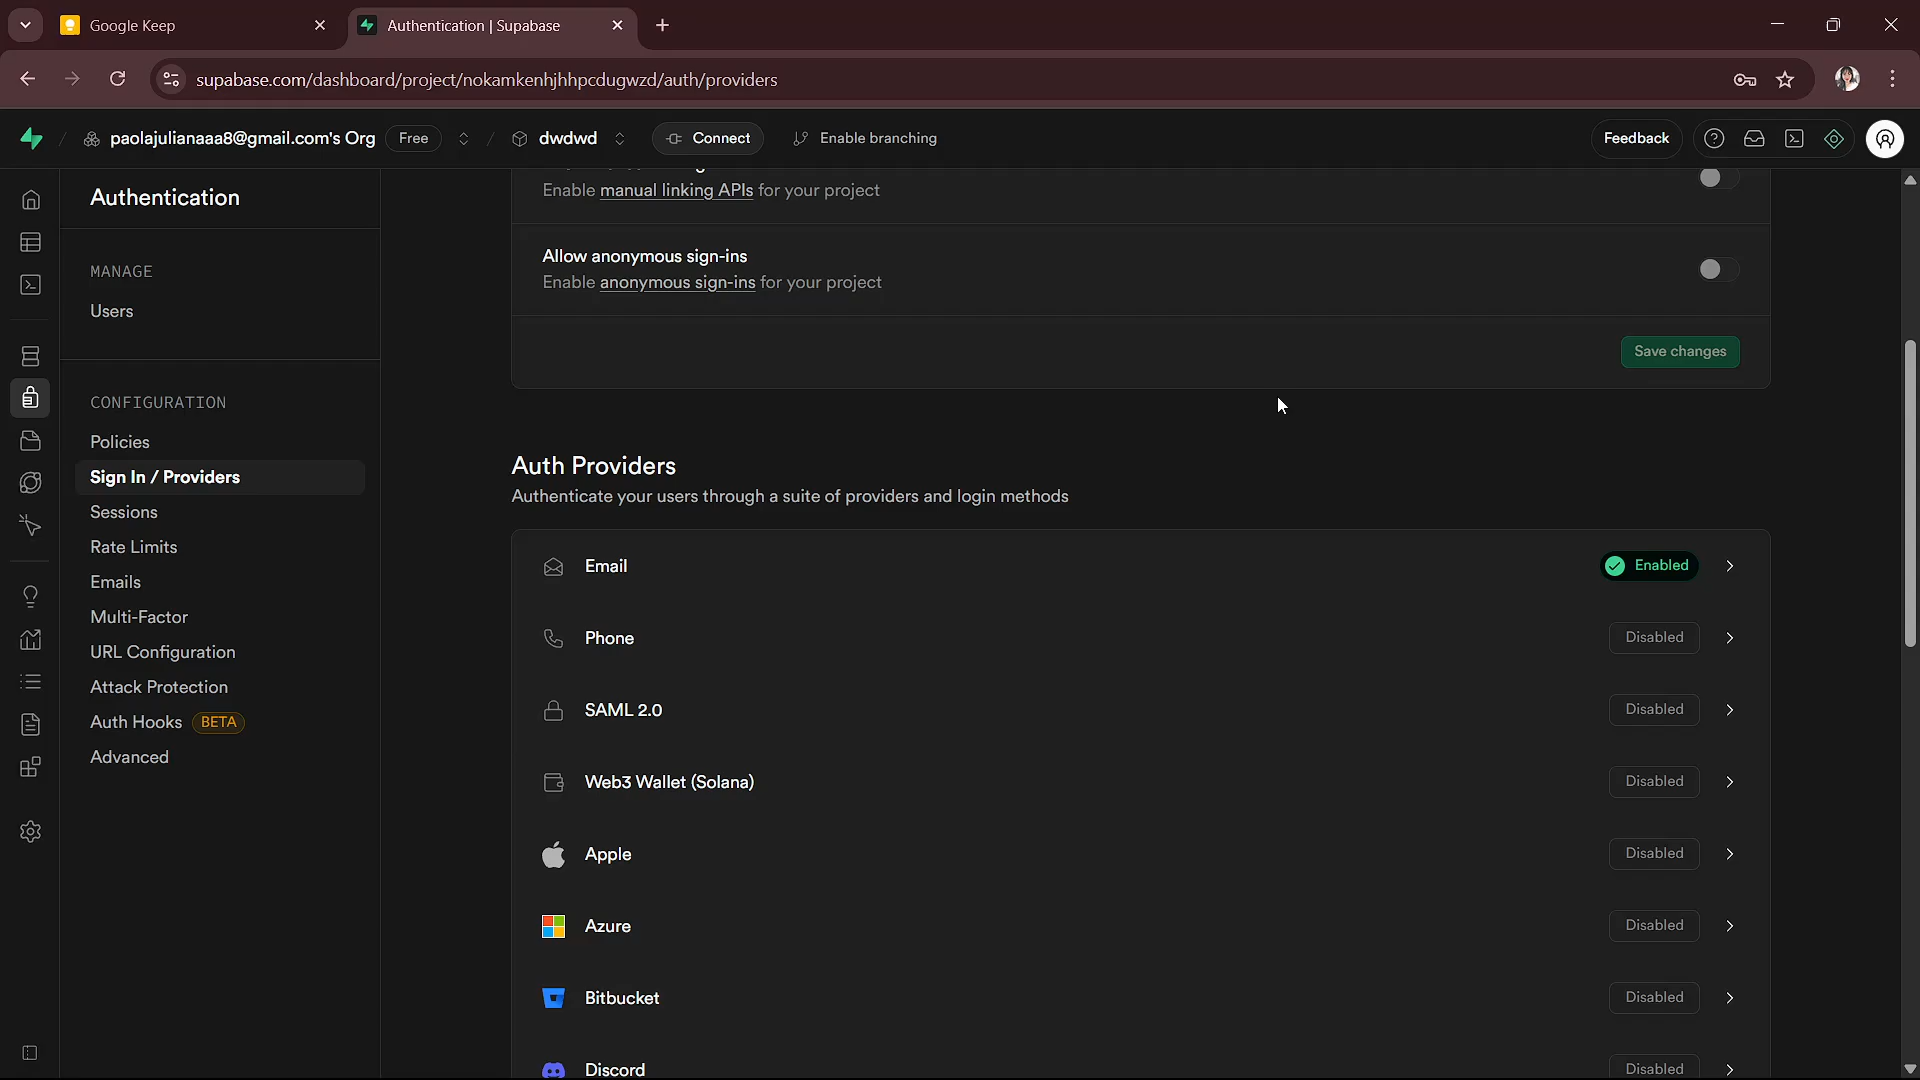 Google Keep
Authentication | Supabase
supabase.com/dashboard/project/nokamkenhjhhpcdugwzd/auth/providers
paolajulianaaa8@gmail.com's Org
Free
dwdwd
Connect
Enable branching
Feedback
Authentication
MANAGE
Users
CONFIGURATION
Policies
Sign In / Providers
Sessions
Rate Limits
Emails
Multi-Factor
URL Configuration
Attack Protection
Auth Hooks BETA
Advanced
Enable manual linking APIs for your project
Allow anonymous sign-ins
Enable anonymous sign-ins for your project
Save changes
Auth Providers
Authenticate your users through a suite of providers and login methods
Email
Enabled
Phone
Disabled
SAML 2.0
Disabled
Web3 Wallet (Solana)
Disabled
Apple
Disabled
Azure
Disabled
Bitbucket
Disabled
Discord
Disabled